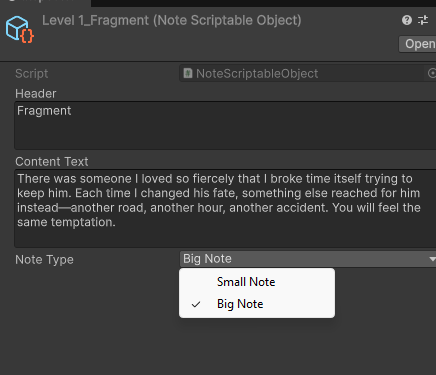 Level 1_Fragment (Note Scriptable Object)
Open
Script
NoteScriptableObject
Header
Fragment
Content Text
There was someone I loved so fiercely that I broke time itself trying to
keep him. Each time I changed his fate, something else reached for him
instead—another road, another hour, another accident. You will feel the
same temptation.
Note Type
Big Note
Small Note
Big Note